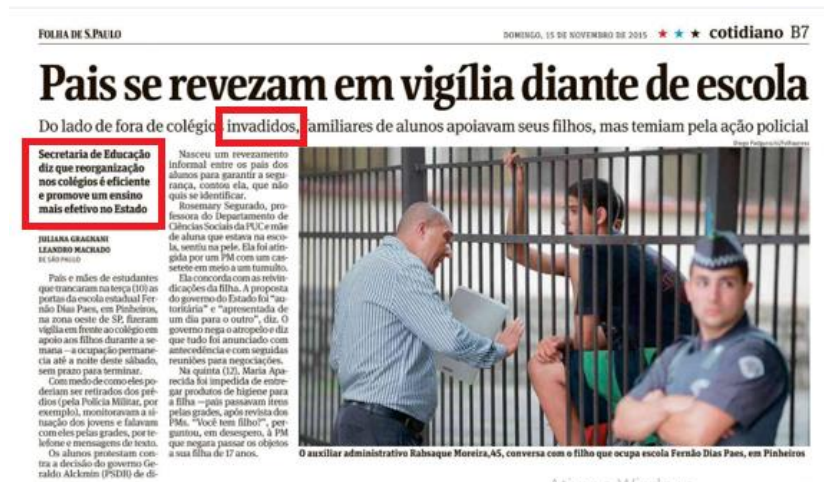 FOLHA DE S.PAULO
DOMINGO, 15 DE NOVEMBRO DE 2015 ★ ★ ★ cotidiano B7
Pais se revezam em vigília diante de escola
Do lado de fora de colégios invadidos, familiares de alunos apoiavam seus filhos, mas temiam pela ação policial
Secretaria de Educação
diz que reorganização
nos colégios é eficiente
e promove um ensino
mais efetivo no Estado
JULIANA GRAGNANI
LEANDRO MACHADO
DE SÃO PAULO
Pais e mães de estudantes
que trancaram na terça (10) as
portas da escola estadual Fer-
não Dias Paes, em Pinheiros,
na zona oeste de SP, fizeram
vigília em frente ao colégio em
apoio aos filhos durante a se-
mana —a ocupação permane-
cia até a noite deste sábado,
sem prazo para terminar.
Com medo de como eles po-
deriam ser retirados dos pré-
dios (pela Polícia Militar, por
exemplo), monitoravam a si-
tuação dos jovens e falavam
com eles pelas grades, por te-
lefone e mensagens de texto.
Os alunos protestam con-
tra a decisão do governo Ge-
raldo Alckmin (PSDB) de di-
Nasceu um revezamento
informal entre os pais dos
alunos para garantir a segu-
rança, contou ela, que não
quis se identificar.
Rosemary Segurado, pro-
fessora do Departamento de
Ciências Sociais da PUC e mãe
de aluna que estava na esco-
la, sentiu na pele. Ela foi atin-
gida por um PM com um cas-
setete em meio a um tumulto.
Ela concorda com as reivin-
dicações da filha. A proposta
do governo do Estado foi "au-
toritária" e "apresentada de
um dia para o outro", diz. O
governo nega o atropelo e diz
que tudo foi anunciado com
antecedência e com seguidas
reuniões para negociações.
Na quinta (12), Maria Apa-
recida foi impedida de entre-
gar produtos de higiene para
a filha —pais passavam itens
pelas grades, após revista dos
PMs. "Você tem filho?", per-
guntou, em desespero, à PM
que negara passar os objetos
a sua filha de 17 anos.
O auxiliar administrativo Rabsaque Moreira, 45, conversa com o filho que ocupa escola Fernão Dias Paes, em Pinheiros